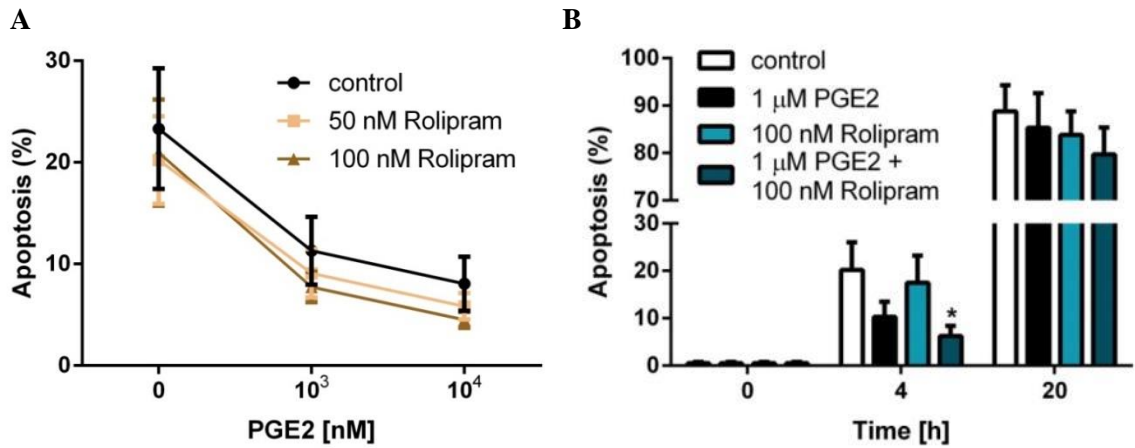 A
30
20
10
0
Apoptosis (%)
control
50 nM Rolipram
100 nM Rolipram
0
10³
10⁴
PGE2 [nM]
B
100
90
80
70
30
20
10
0
Apoptosis (%)
control
1 μM PGE2
100 nM Rolipram
1 μM PGE2 +
100 nM Rolipram
*
0
4
20
Time [h]